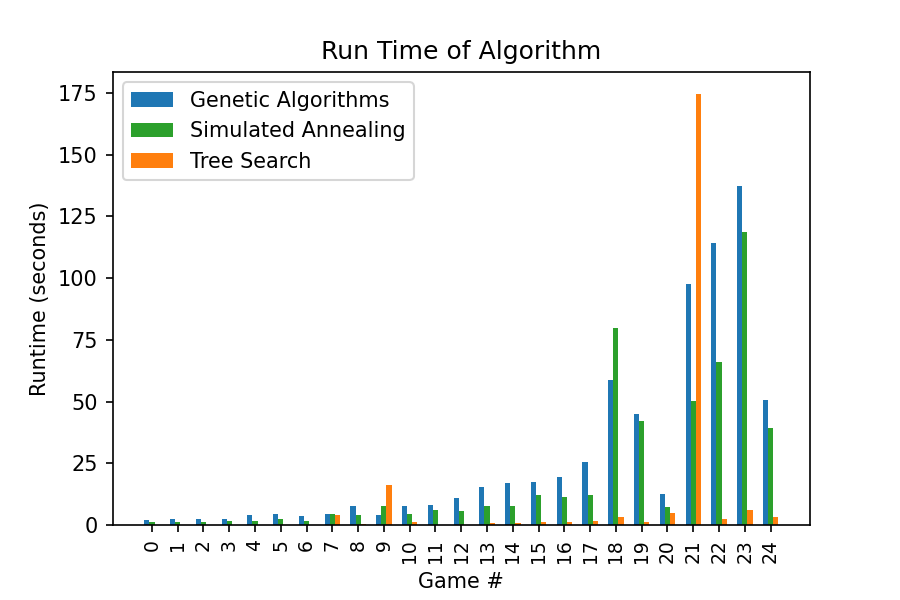 Run Time of Algorithm
Genetic Algorithms
Simulated Annealing
Tree Search
Runtime (seconds)
175
150
125
100
75
50
25
0
0 1 2 3 4 5 6 7 8 9 10 11 12 13 14 15 16 17 18 19 20 21 22 23 24
Game #